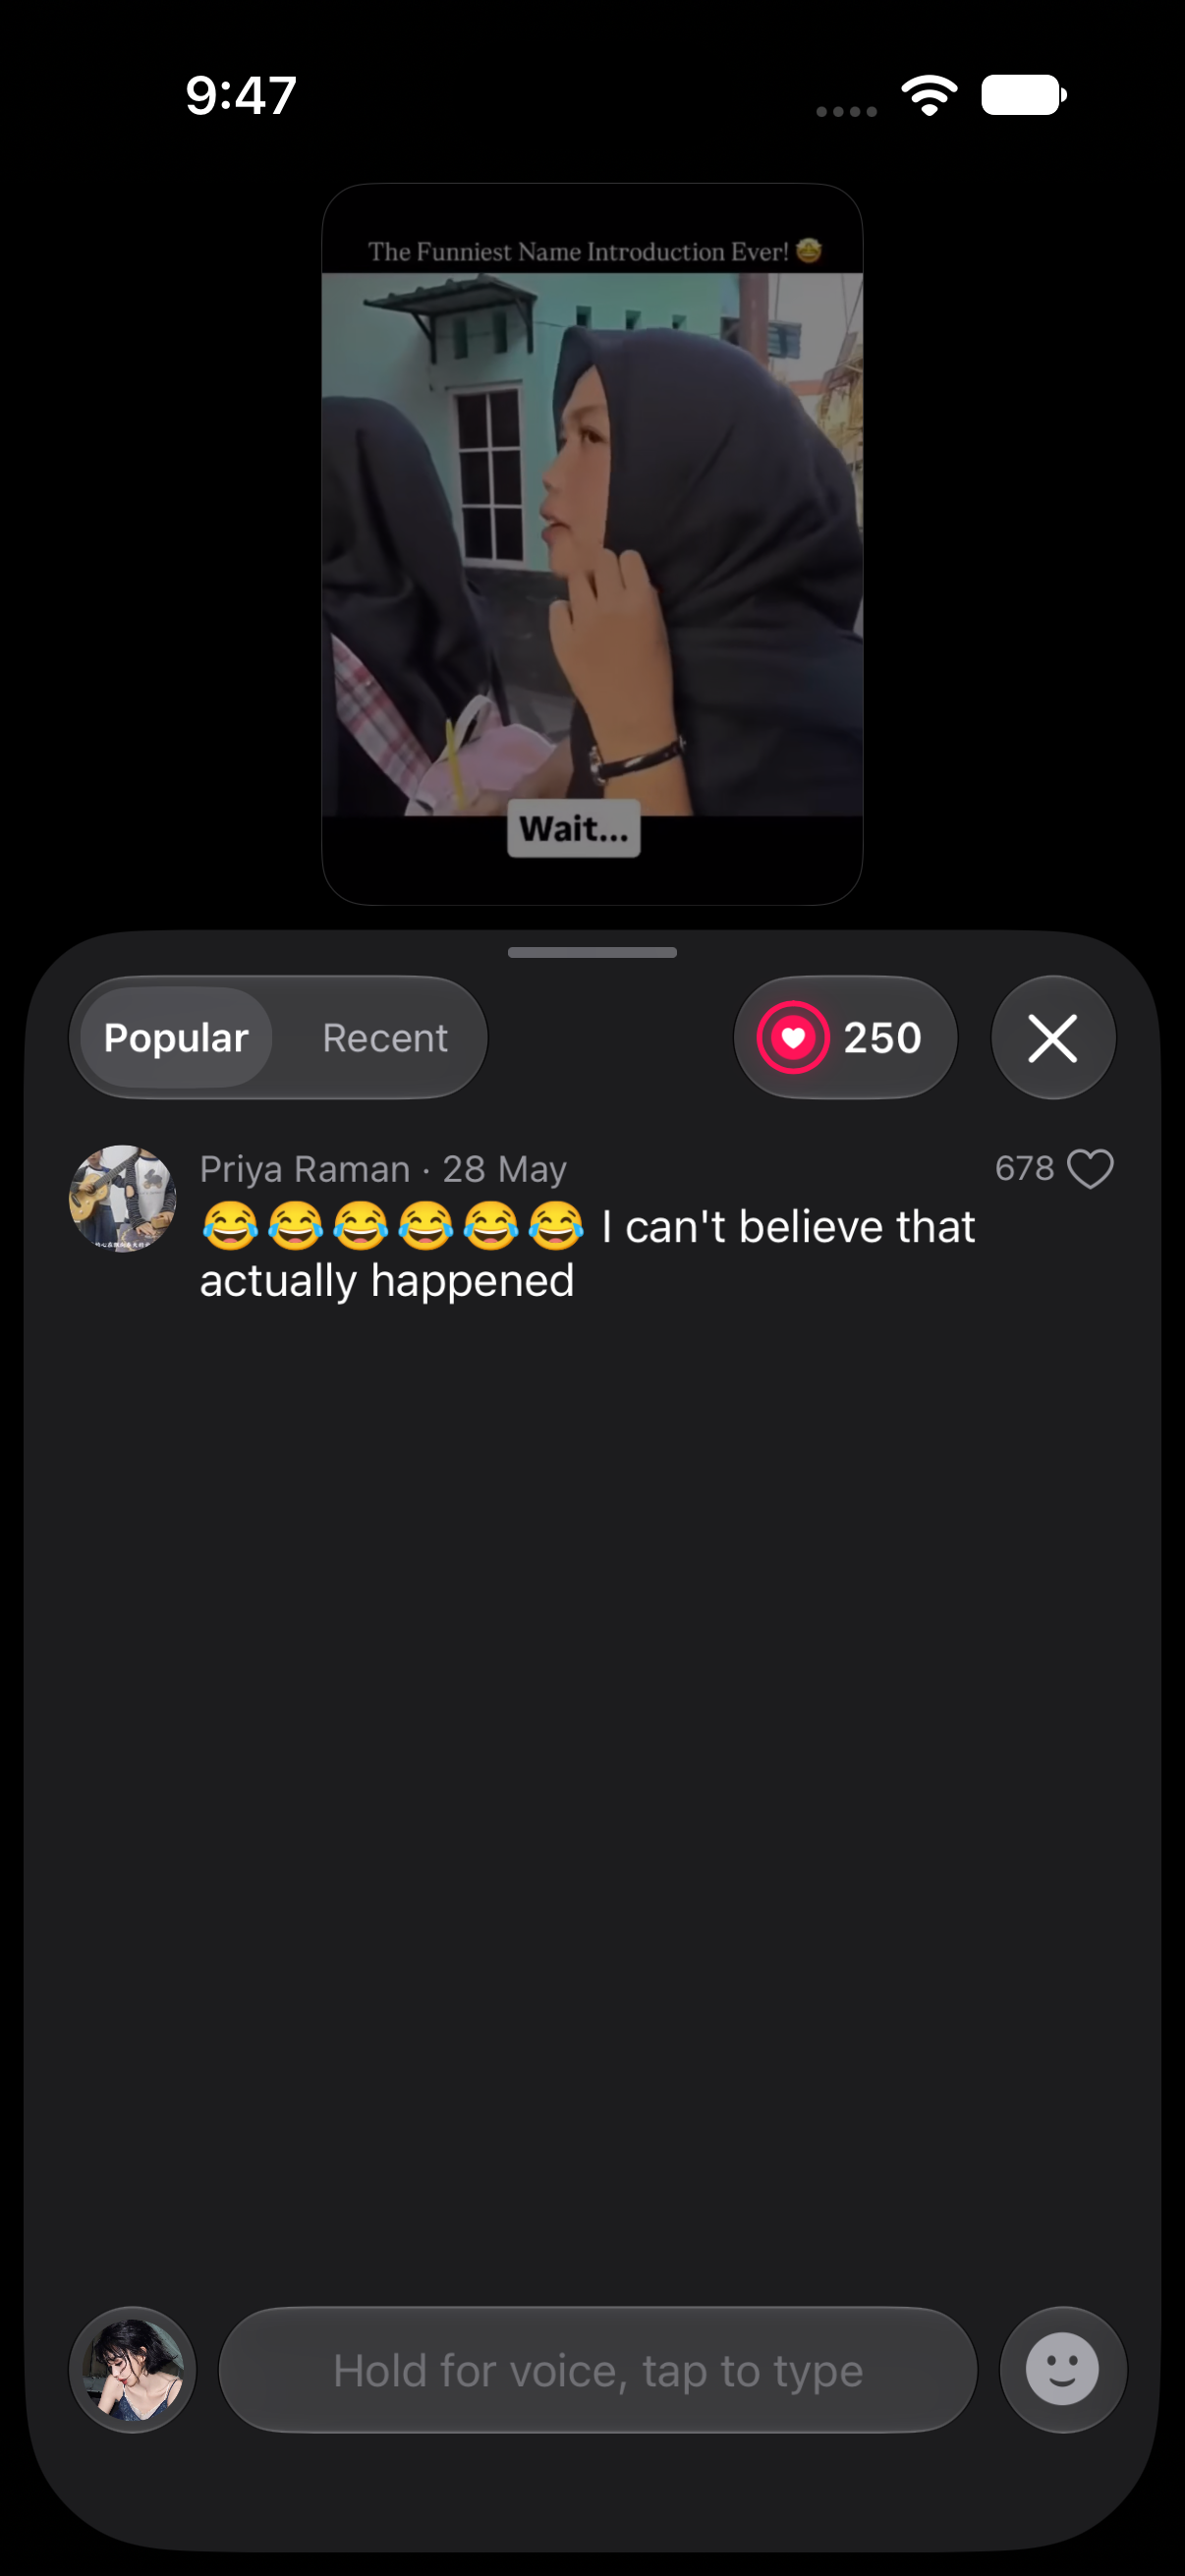 9:47
The Funniest Name Introduction Ever! 🤩
Wait...
Popular
Recent
250
Priya Raman · 28 May
678
😂😂😂😂😂😂 I can't believe that
actually happened
Hold for voice, tap to type